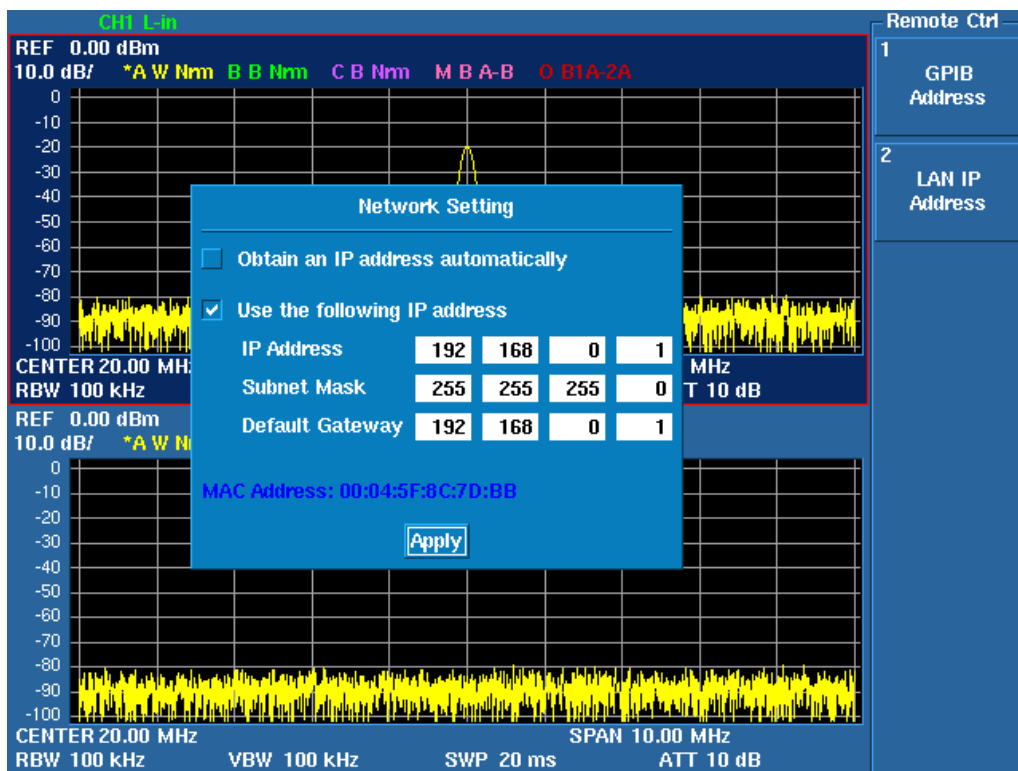 CH1 L-in
REF 0.00 dBm
10.0 dB/ *A W Nrm B B Nrm C B Nrm M B A-B O B1A-2A
0
-10
-20
-30
-40
-50
-60
-70
-80
-90
-100
CENTER 20.00 MH
MHz
RBW 100 kHz
T 10 dB
Network Setting
Obtain an IP address automatically
Use the following IP address
IP Address 192 168 0 1
Subnet Mask 255 255 255 0
Default Gateway 192 168 0 1
MAC Address: 00:04:5F:8C:7D:BB
Apply
REF 0.00 dBm
10.0 dB/ *A W N
0
-10
-20
-30
-40
-50
-60
-70
-80
-90
-100
CENTER 20.00 MHz SPAN 10.00 MHz
RBW 100 kHz VBW 100 kHz SWP 20 ms ATT 10 dB
Remote Ctrl
1
GPIB
Address
2
LAN IP
Address